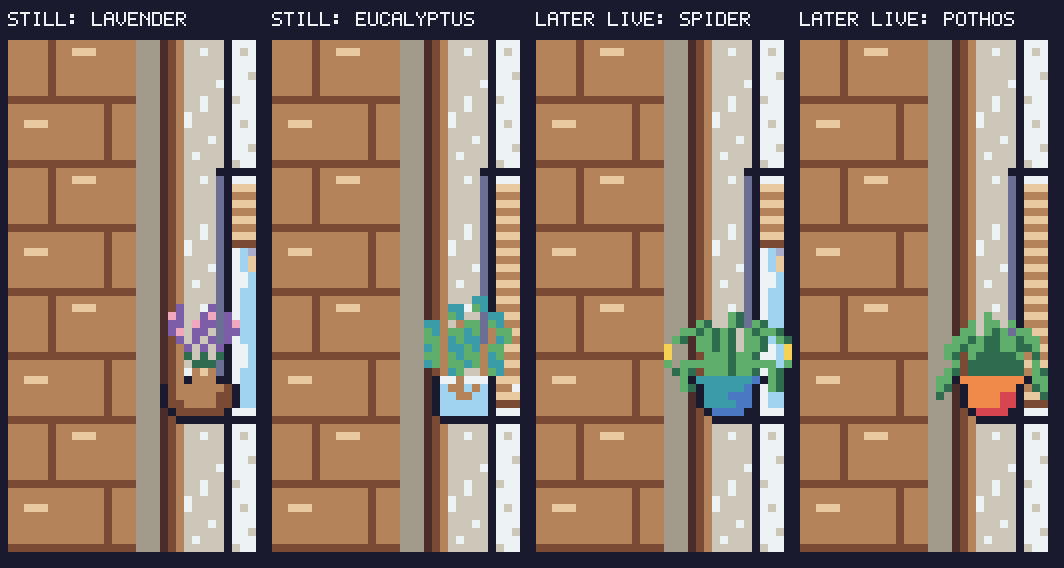 STILL: LAVENDER
STILL: EUCALYPTUS
LATER LIVE: SPIDER
LATER LIVE: POTHOS